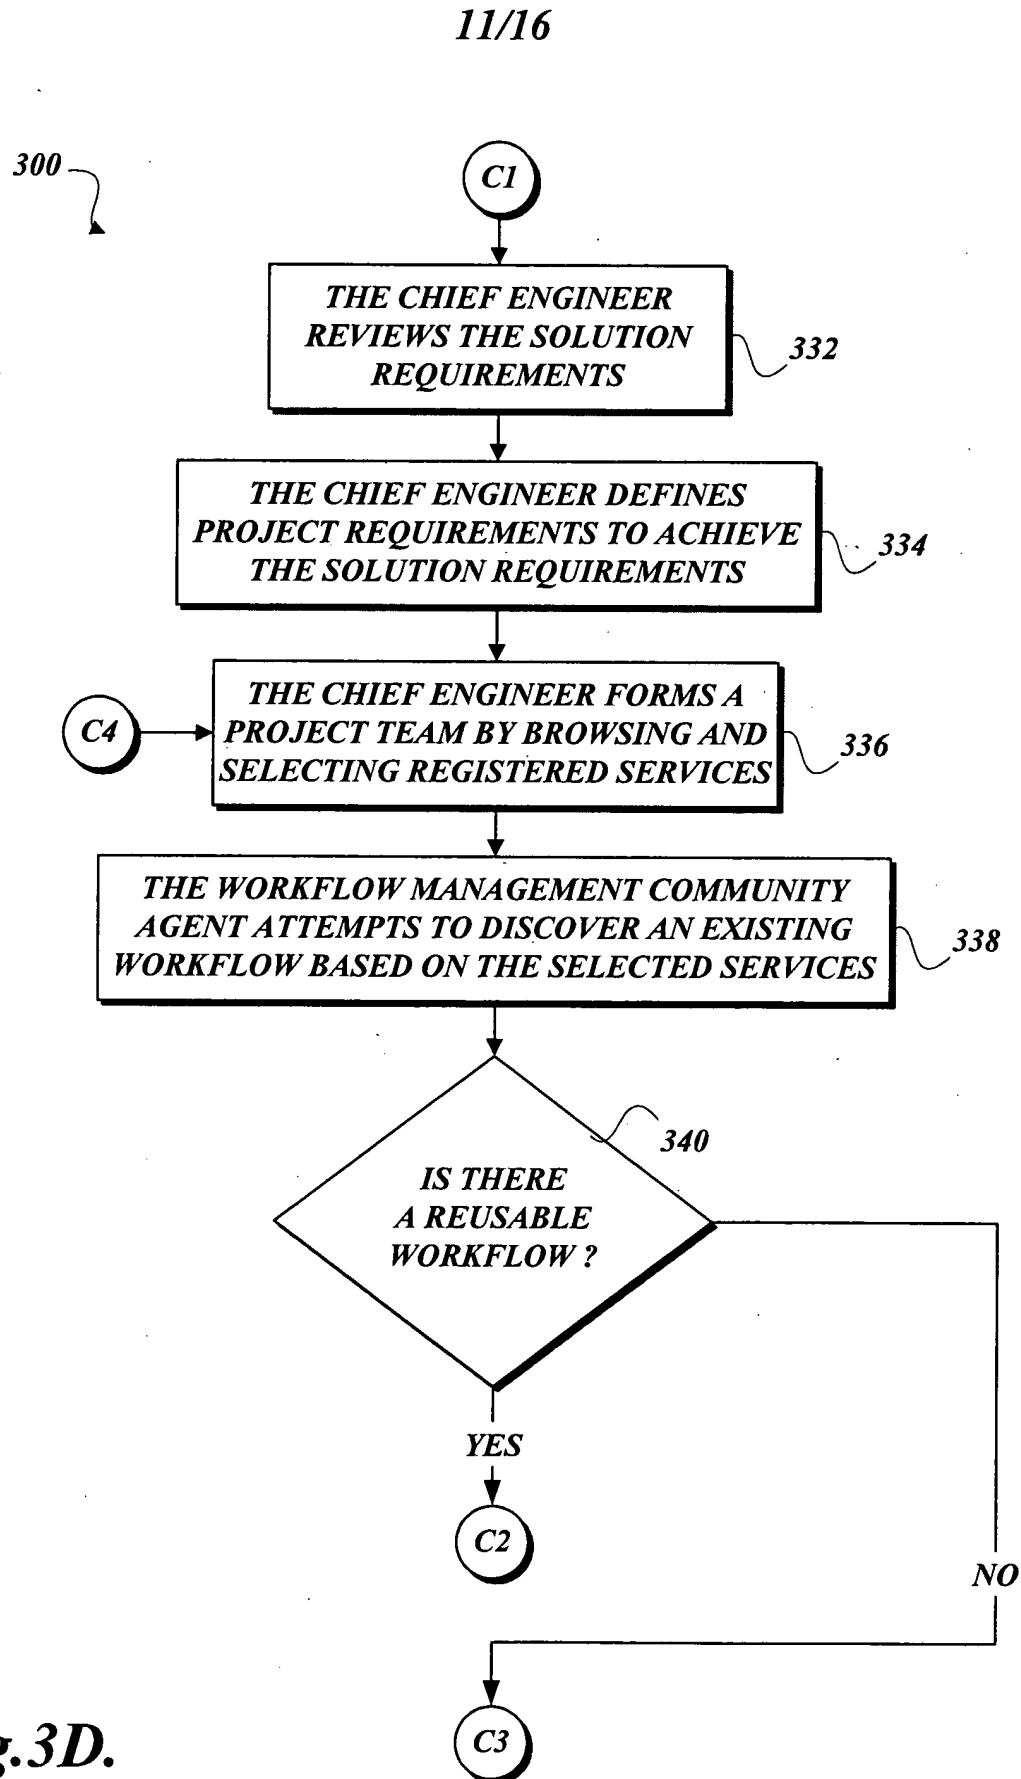 11/16
300
C1
THE CHIEF ENGINEER
REVIEWS THE SOLUTION
REQUIREMENTS
332
THE CHIEF ENGINEER DEFINES
PROJECT REQUIREMENTS TO ACHIEVE
THE SOLUTION REQUIREMENTS
334
C4
THE CHIEF ENGINEER FORMS A
PROJECT TEAM BY BROWSING AND
SELECTING REGISTERED SERVICES
336
THE WORKFLOW MANAGEMENT COMMUNITY
AGENT ATTEMPTS TO DISCOVER AN EXISTING
WORKFLOW BASED ON THE SELECTED SERVICES
338
340
IS THERE
A REUSABLE
WORKFLOW ?
YES
C2
NO
C3
g.3D.